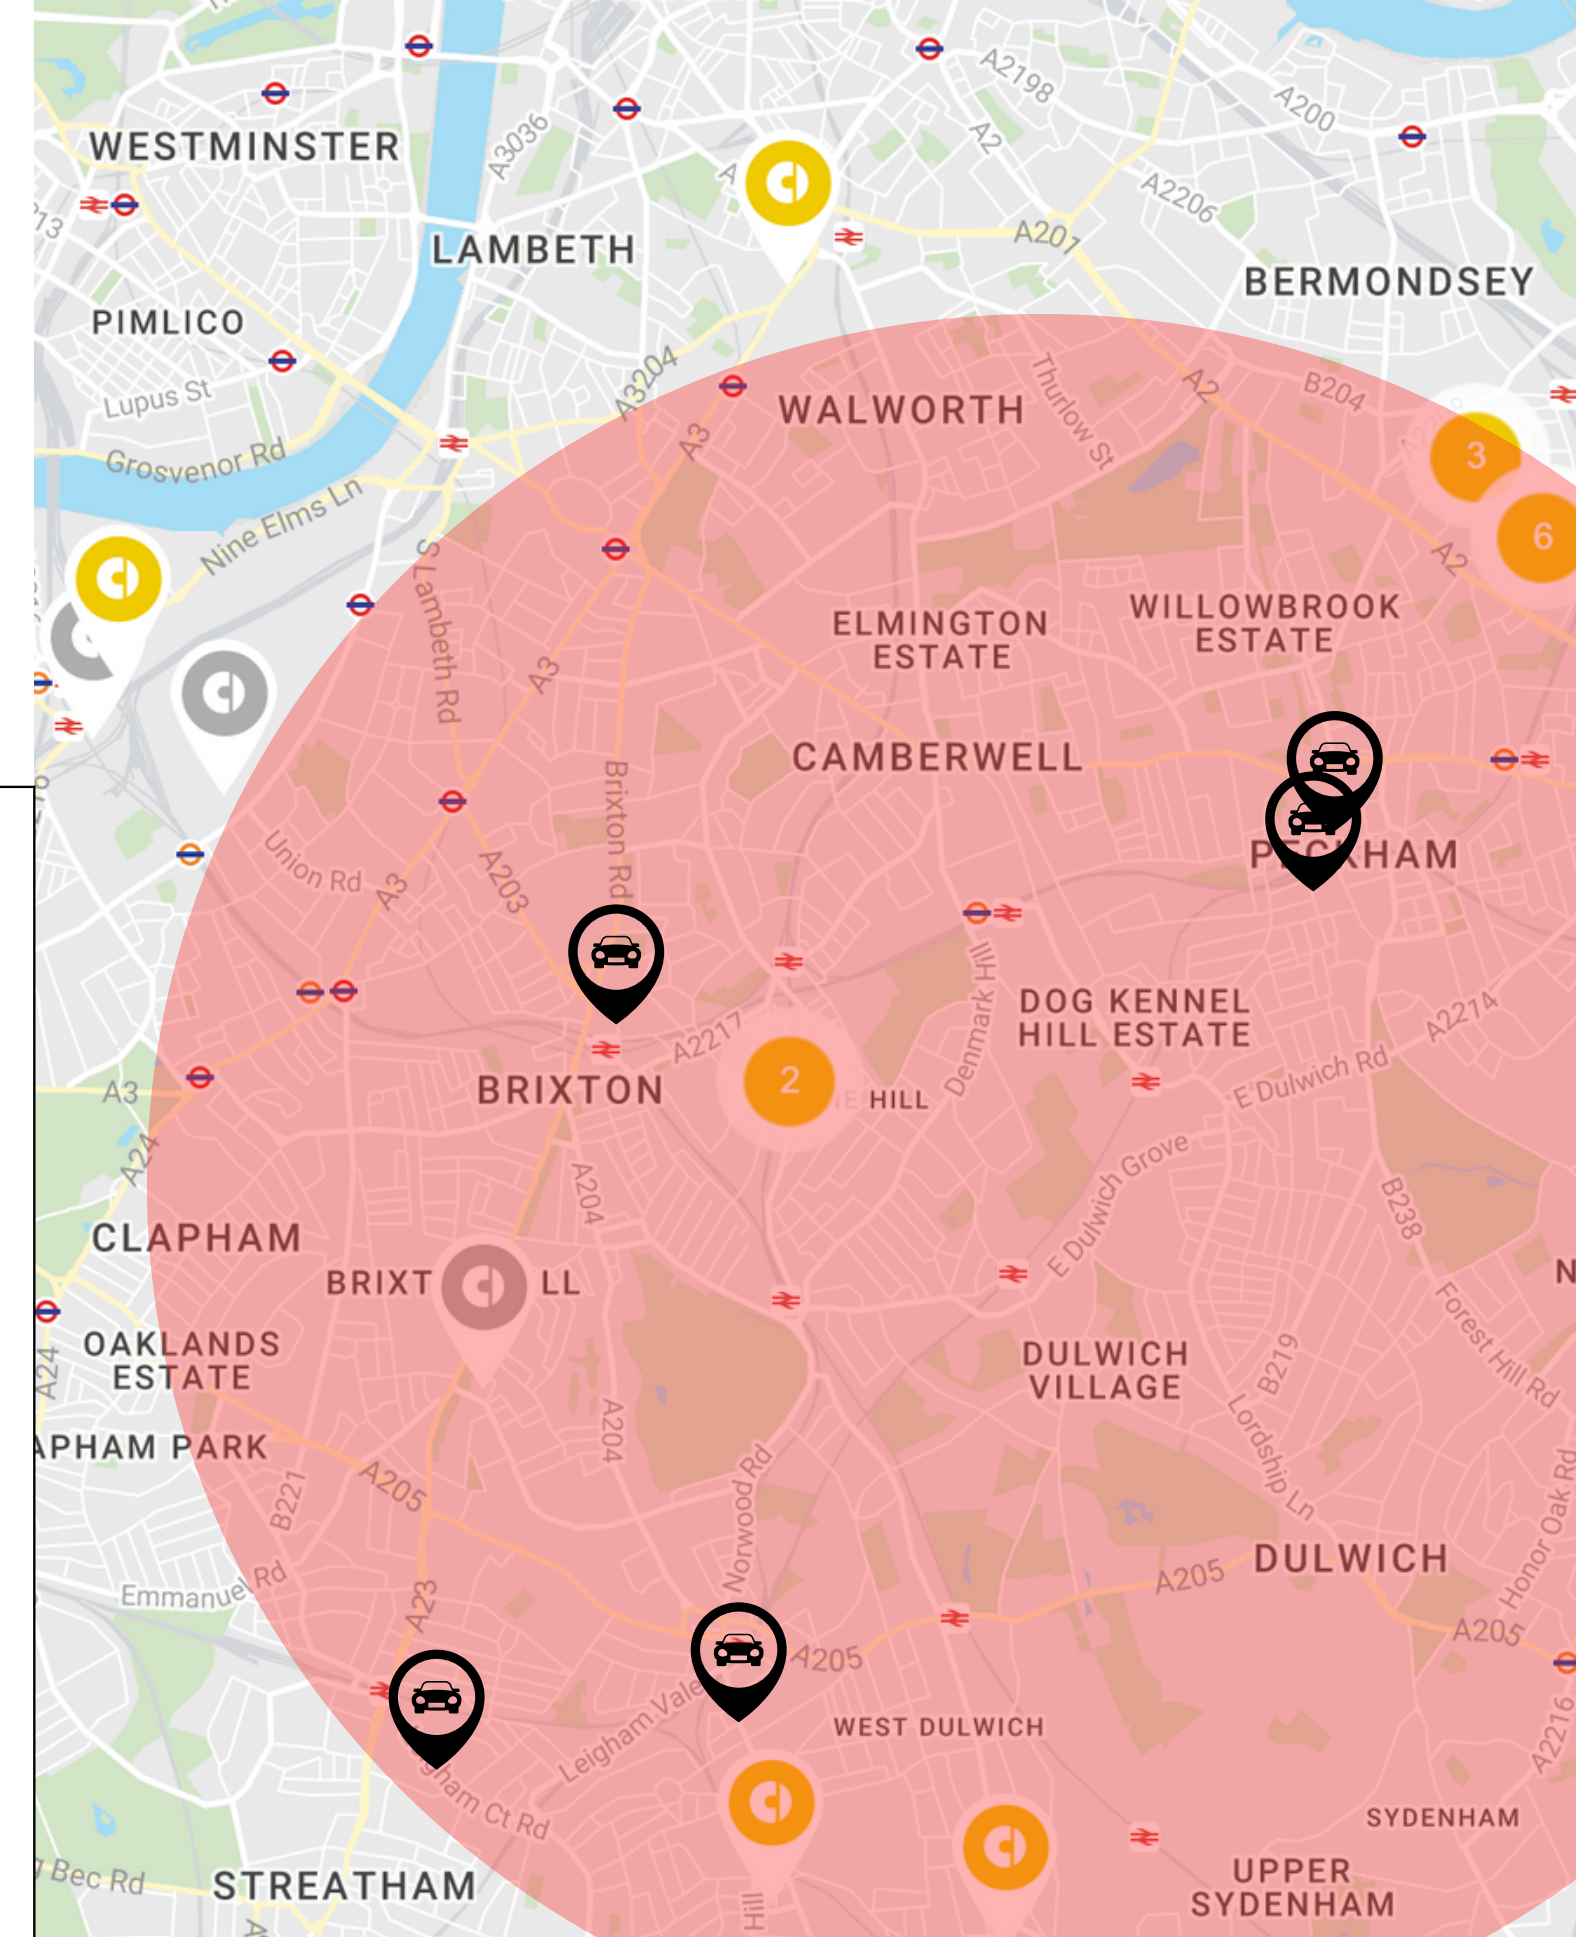 A2198
A200
WESTMINSTER
A3036
A2
A
A2206
P13
LAMBETH
A201
BERMONDSEY
PIMLICO
Lupus St
A3204
Thurlow St
A2
B204
WALWORTH
A3
3
Grosvenor Rd
Nine Elms Ln
6
A2
S Lambeth Rd
ELMINGTON
ESTATE
WILLOWBROOK
ESTATE
A3
CAMBERWELL
Brixton Rd
Union Rd
A3
A203
PECKHAM
A2217
Denmark Hill
DOG KENNEL
HILL ESTATE
A2214
E Dulwich Rd
A3
BRIXTON
2
HILL
A24
A204
E Dulwich Grove
B238
CLAPHAM
BRIXT LL
N
OAKLANDS
ESTATE
A24
DULWICH
VILLAGE
B219
Forest Hill Rd
A204
Lordship Ln
APHAM PARK
A205
B221
Norwood Rd
Honor Oak Rd
DULWICH
Emmanuel Rd
A23
A205
A205
A205
Leigham Vale
WEST DULWICH
A2216
gham Ct Rd
SYDENHAM
g Bec Rd
STREATHAM
UPPER
SYDENHAM
Hill
A